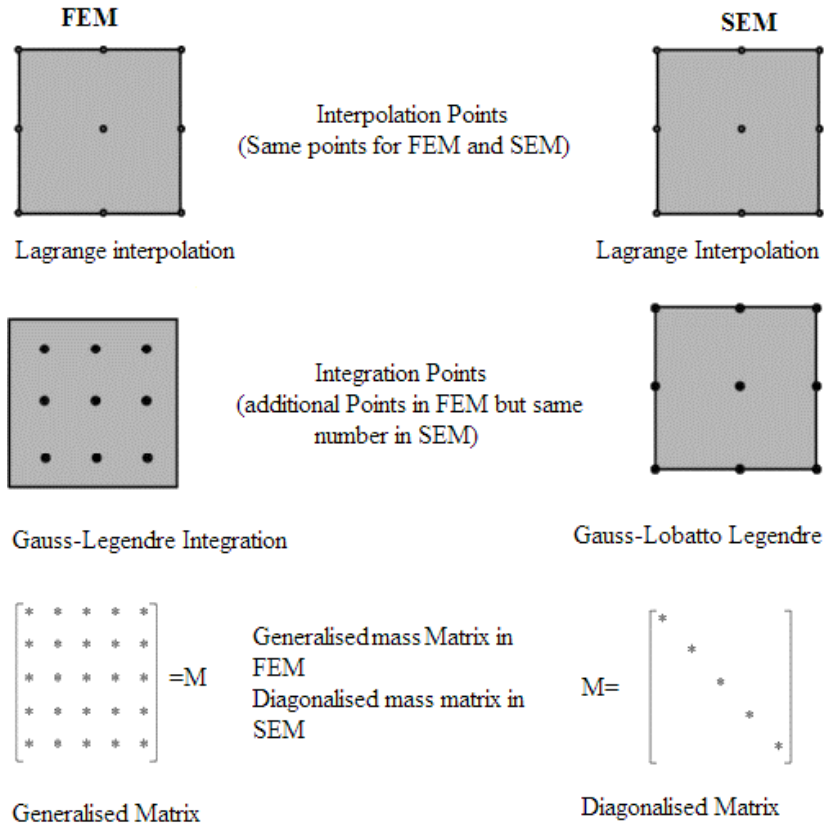 FEM
SEM
Interpolation Points
(Same points for FEM and SEM)
Lagrange interpolation
Lagrange Interpolation
Integration Points
(additional Points in FEM but same
number in SEM)
Gauss-Legendre Integration
Gauss-Lobatto Legendre
* * * * *
* * * * *
* * * * *
* * * * *
* * * * *
=M
Generalised mass Matrix in
FEM
Diagonalised mass matrix in
SEM
M=
*
*
*
*
*
Generalised Matrix
Diagonalised Matrix